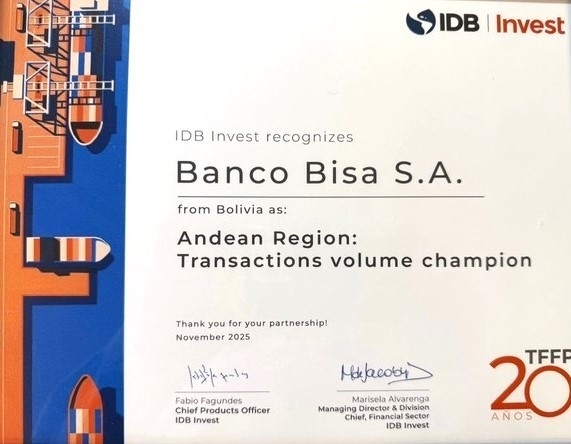 IDB | Invest
IDB Invest recognizes
Banco Bisa S.A.
from Bolivia as:
Andean Region:
Transactions volume champion
Thank you for your partnership!
November 2025
Fabio Fagundes
Chief Products Officer
IDB Invest
Marisela Alvarenga
Managing Director & Division
Chief, Financial Sector
IDB Invest
TFFP
20
AÑOS